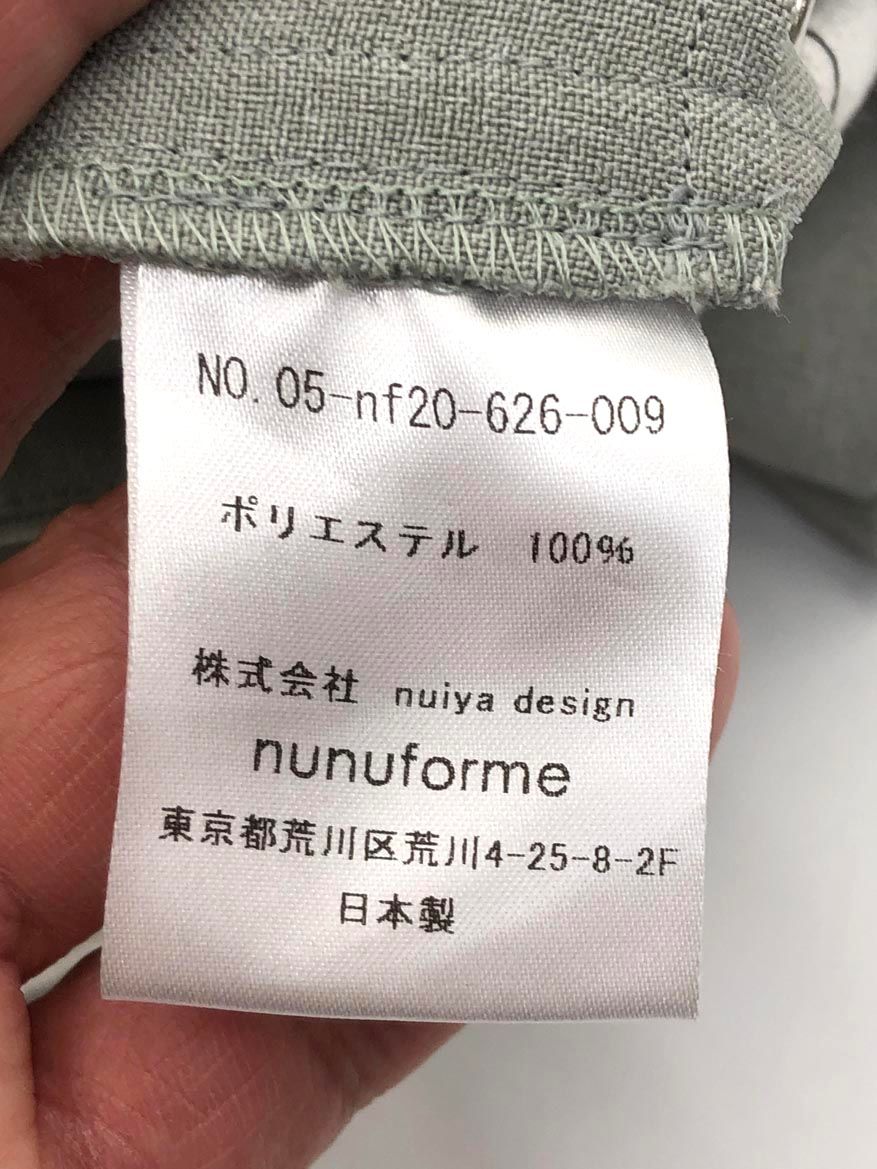 NO. 05-nf20-626-009
ポリエステル 100%
株式会社 nuiya design
nunuforme
東京都荒川区荒川4-25-8-2F
日本製